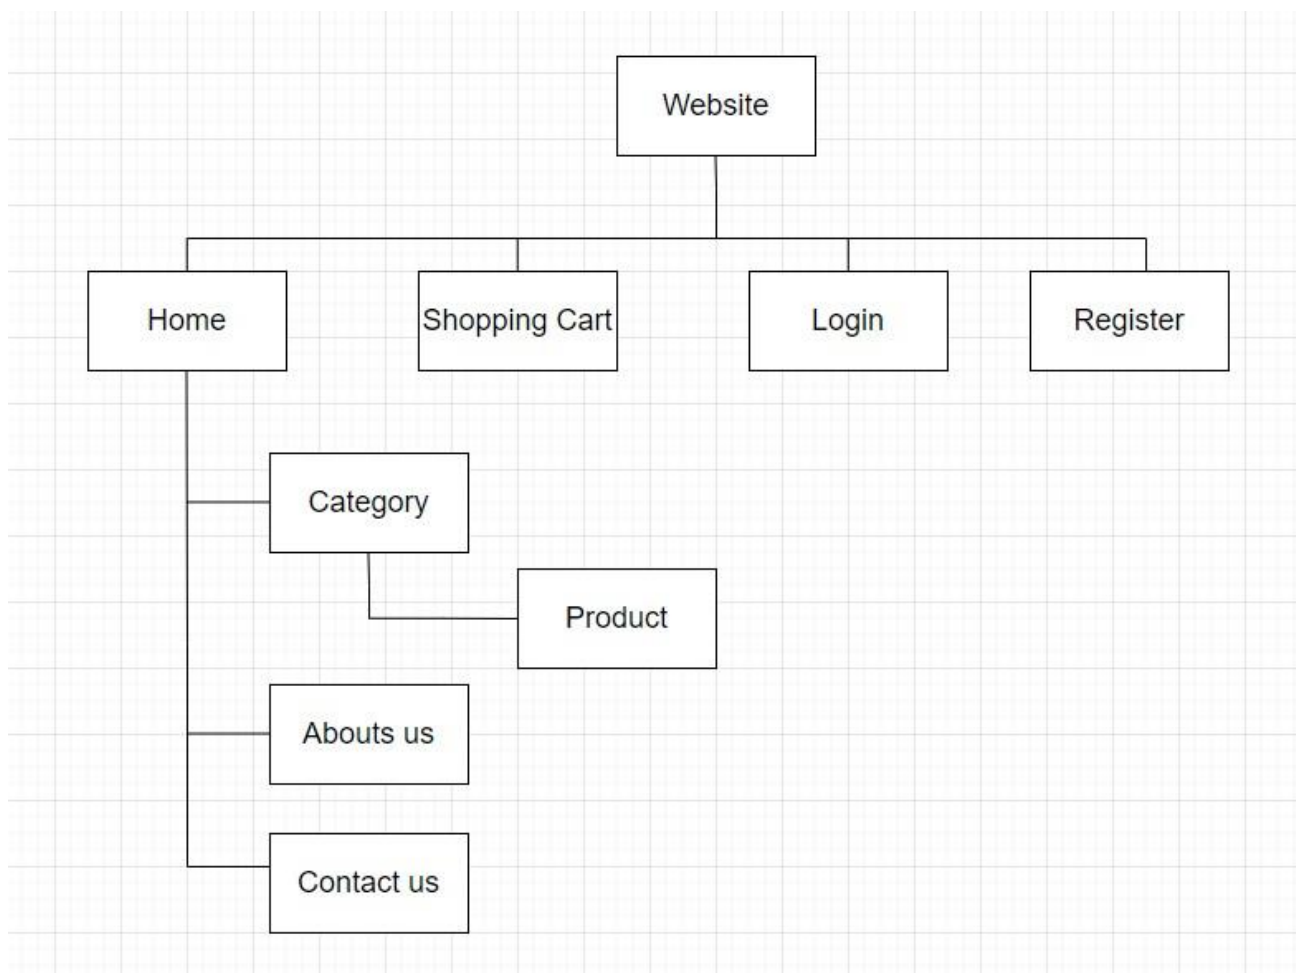 Website
Home
Shopping Cart
Login
Register
Category
Product
Abouts us
Contact us